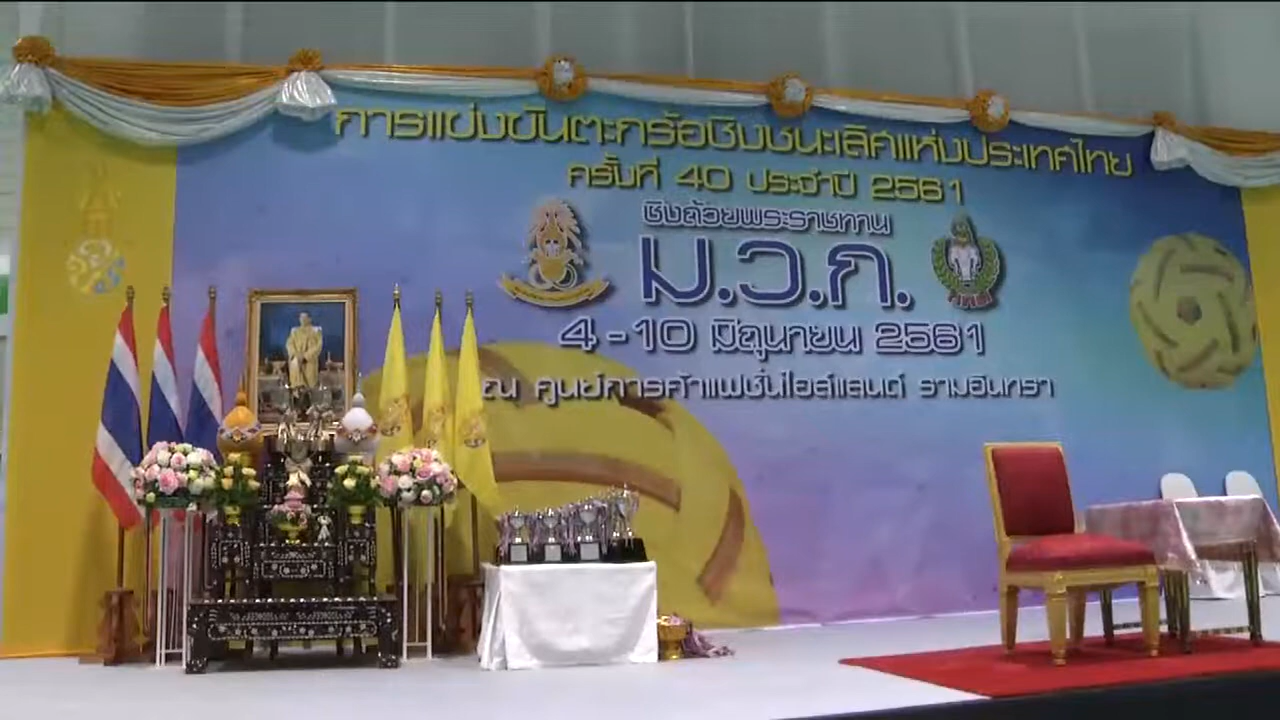 การแข่งขันตะกร้อชิงชนะเลิศแห่งประเทศไทย
ครั้งที่ 40 ประจำปี 2561
ชิงถ้วยพระราชทาน
ม.ว.ก.
4-10 มิถุนายน 2561
ณ ศูนย์การค้าแฟชั่นไอส์แลนด์ รามอินทรา